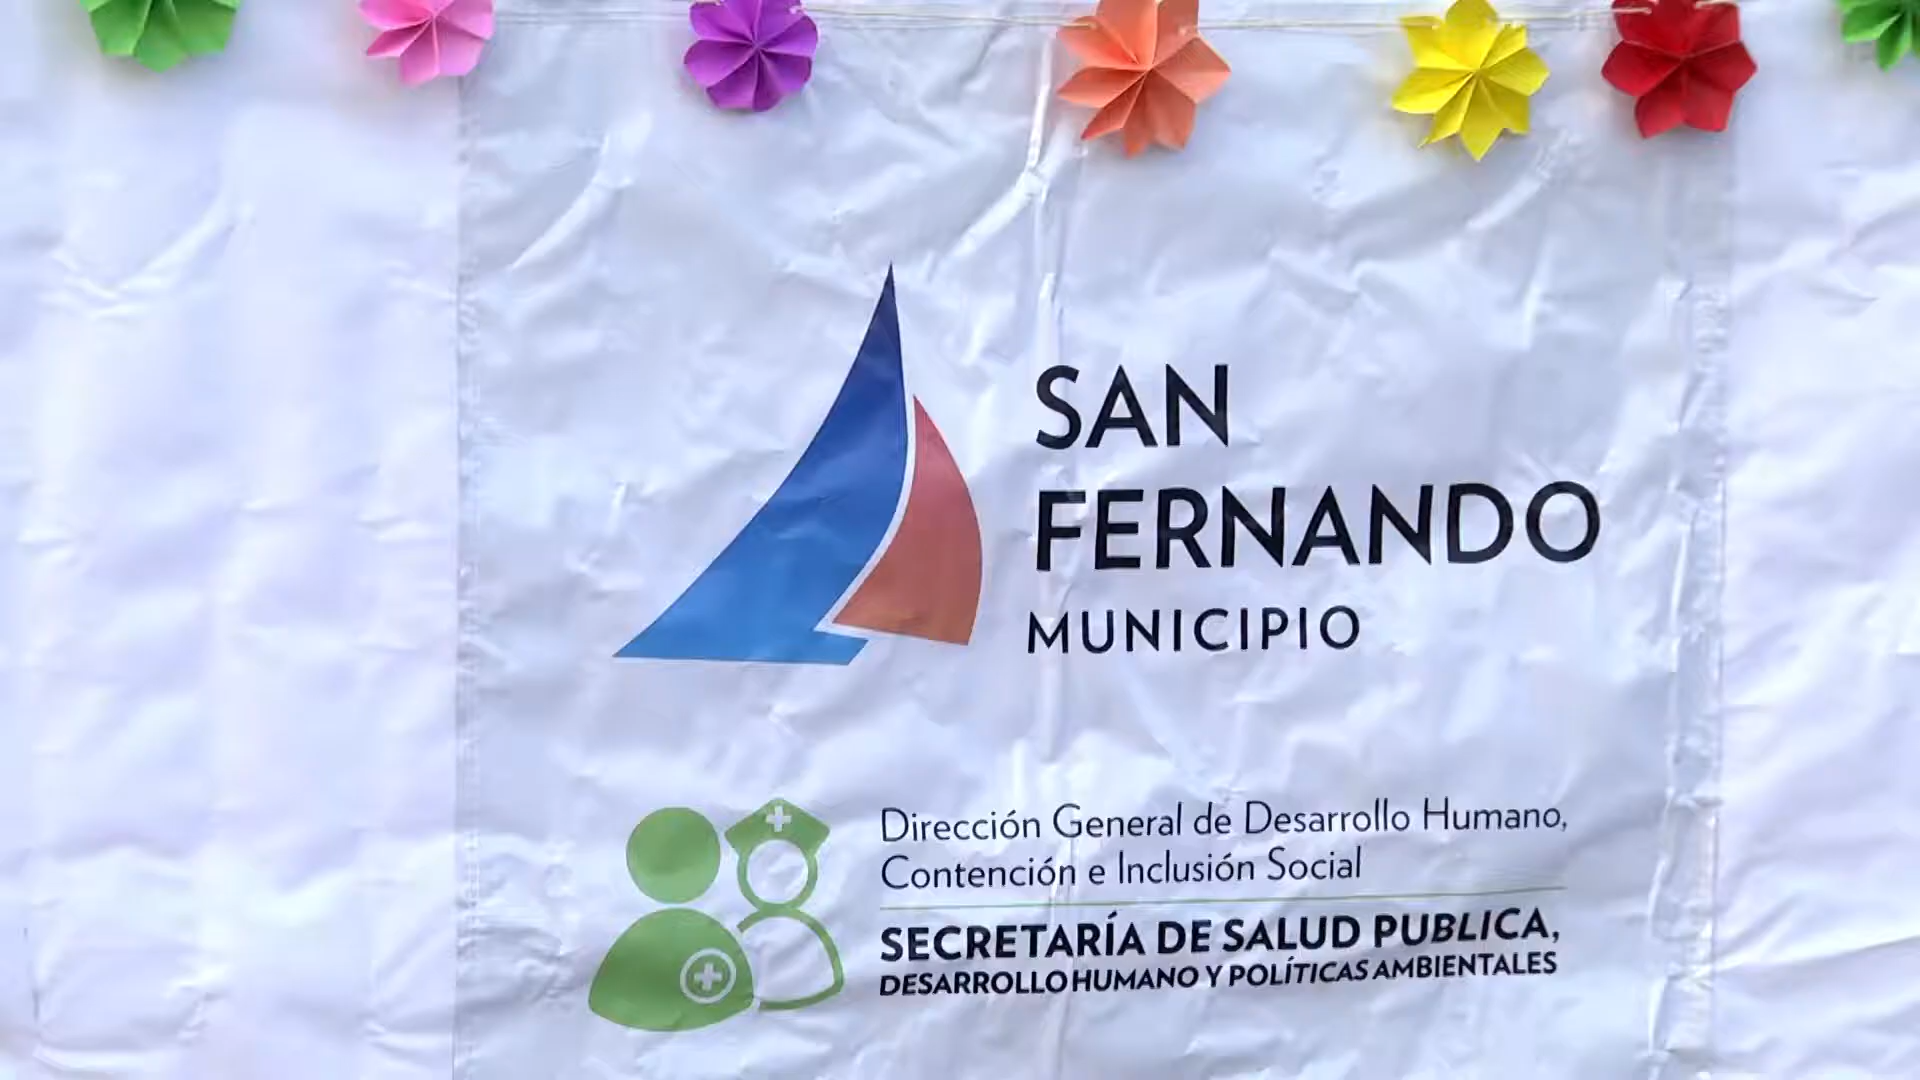 SAN
FERNANDO
MUNICIPIO
Dirección General de Desarrollo Humano,
Contención e Inclusión Social
SECRETARÍA DE SALUD PUBLICA,
DESARROLLO HUMANO Y POLÍTICAS AMBIENTALES